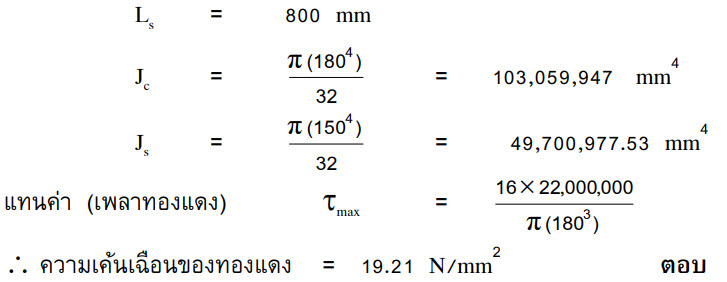 Ls = 800 mm
Jc = π(180⁴)/32 = 103,059,947 mm⁴
Js = π(150⁴)/32 = 49,700,977.53 mm⁴
แทนค่า (เพลาทองแดง) τmax = 16×22,000,000/π(180³)
∴ ความเค้นเฉือนของทองแดง = 19.21 N/mm² ตอบ